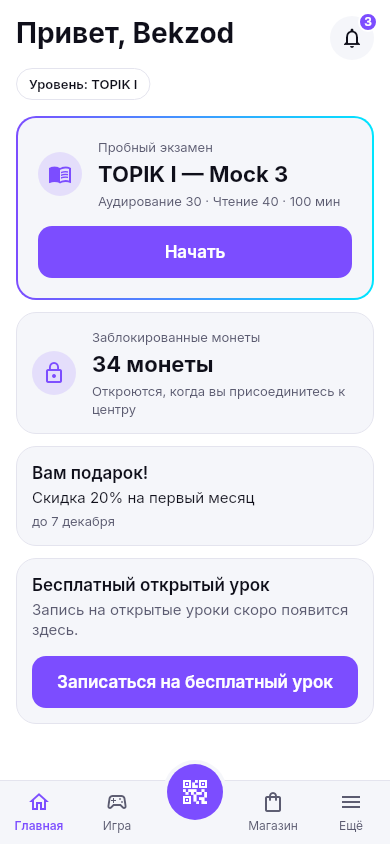 Привет, Bekzod
3
Уровень: TOPIK I
Пробный экзамен
TOPIK I — Mock 3
Аудирование 30 · Чтение 40 · 100 мин
Начать
Заблокированные монеты
34 монеты
Откроются, когда вы присоединитесь к
центру
Вам подарок!
Скидка 20% на первый месяц
до 7 декабря
Бесплатный открытый урок
Запись на открытые уроки скоро появится
здесь.
Записаться на бесплатный урок
Главная
Игра
Магазин
Ещё